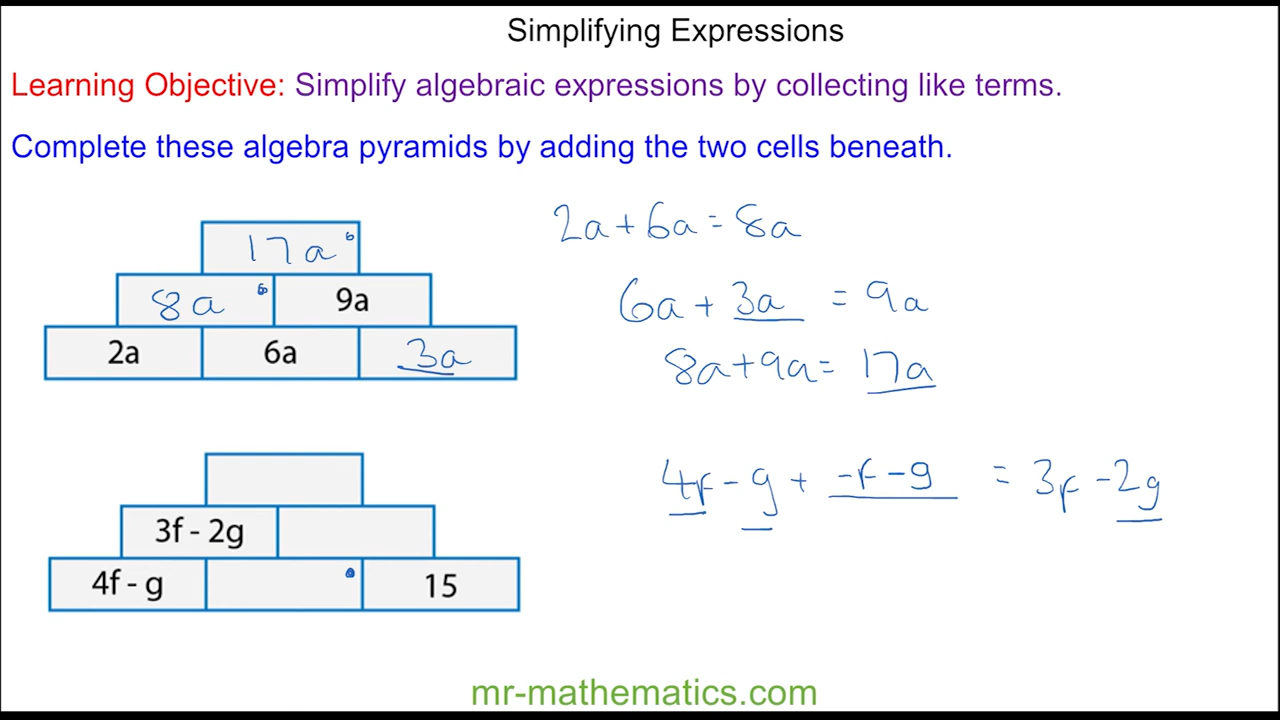 Simplifying Expressions
Learning Objective: Simplify algebraic expressions by collecting like terms.
Complete these algebra pyramids by adding the two cells beneath.
17a
8a 9a
2a 6a 3a
2a + 6a = 8a
6a + 3a = 9a
8a + 9a = 17a
3f - 2g
4f - g 15
4f - g + -f - g = 3f - 2g
mr-mathematics.com